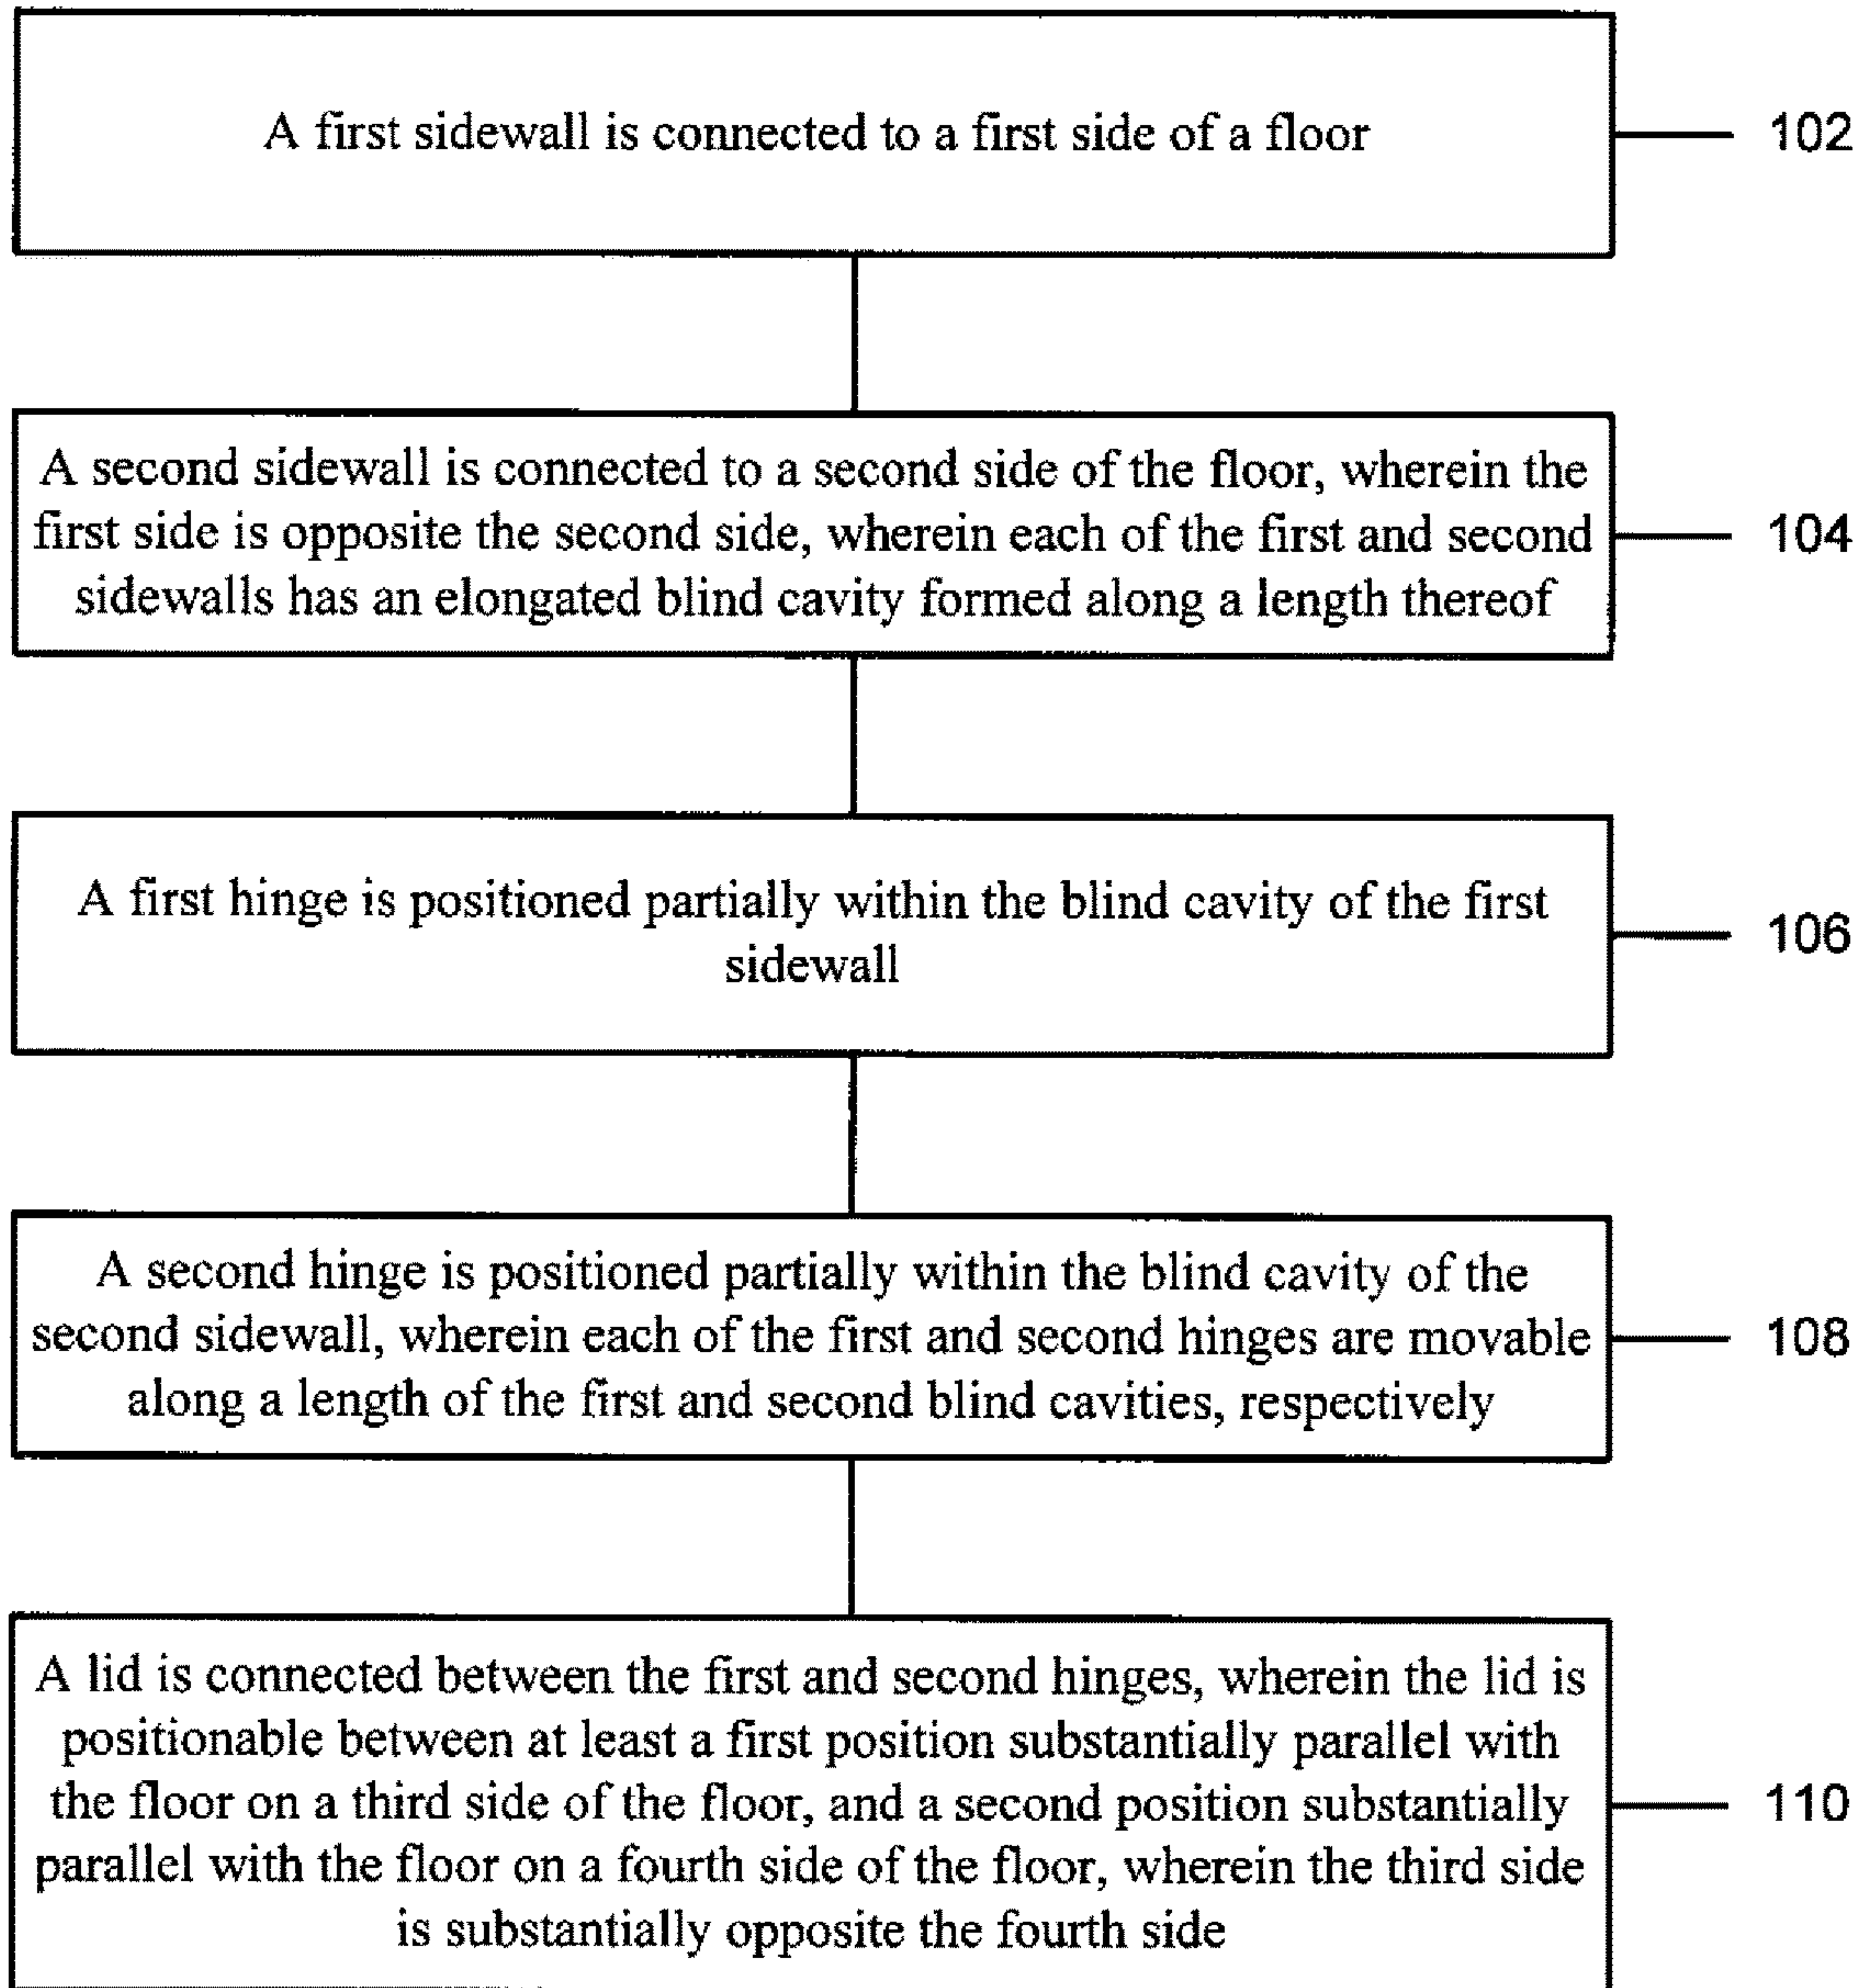 A first sidewall is connected to a first side of a floor
102
A second sidewall is connected to a second side of the floor, wherein the
first side is opposite the second side, wherein each of the first and second
sidewalls has an elongated blind cavity formed along a length thereof
104
A first hinge is positioned partially within the blind cavity of the first
sidewall
106
A second hinge is positioned partially within the blind cavity of the
second sidewall, wherein each of the first and second hinges are movable
along a length of the first and second blind cavities, respectively
108
A lid is connected between the first and second hinges, wherein the lid is
positionable between at least a first position substantially parallel with
the floor on a third side of the floor, and a second position substantially
parallel with the floor on a fourth side of the floor, wherein the third side
is substantially opposite the fourth side
110